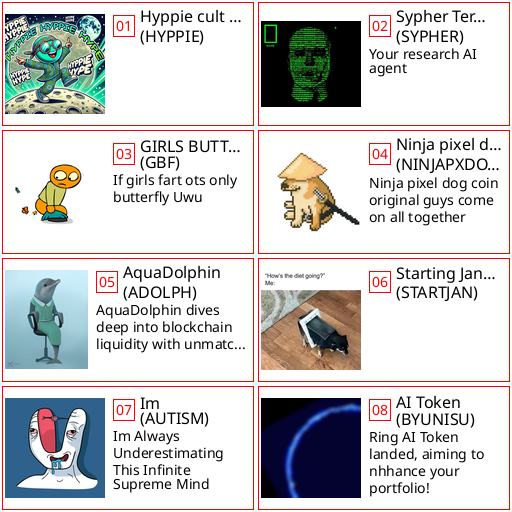 HYPPIE HYPPIE
HYPPIE HYPPIE HYPE
HYPPIE
HYPE
HYPPIE
HYPE
01
Hyppie cult ...
(HYPPIE)
02
Sypher Ter...
(SYPHER)
Your research AI
agent
03
GIRLS BUTT...
(GBF)
If girls fart ots only
butterfly Uwu
04
Ninja pixel d...
(NINJAPXDO...
Ninja pixel dog coin
original guys come
on all together
05
AquaDolphin
(ADOLPH)
AquaDolphin dives
deep into blockchain
liquidity with unmatc...
"How's the diet going?"
Me:
06
Starting Jan...
(STARTJAN)
07
Im
(AUTISM)
Im Always
Underestimating
This Infinite
Supreme Mind
08
AI Token
(BYUNISU)
Ring AI Token
landed, aiming to
nhhance your
portfolio!